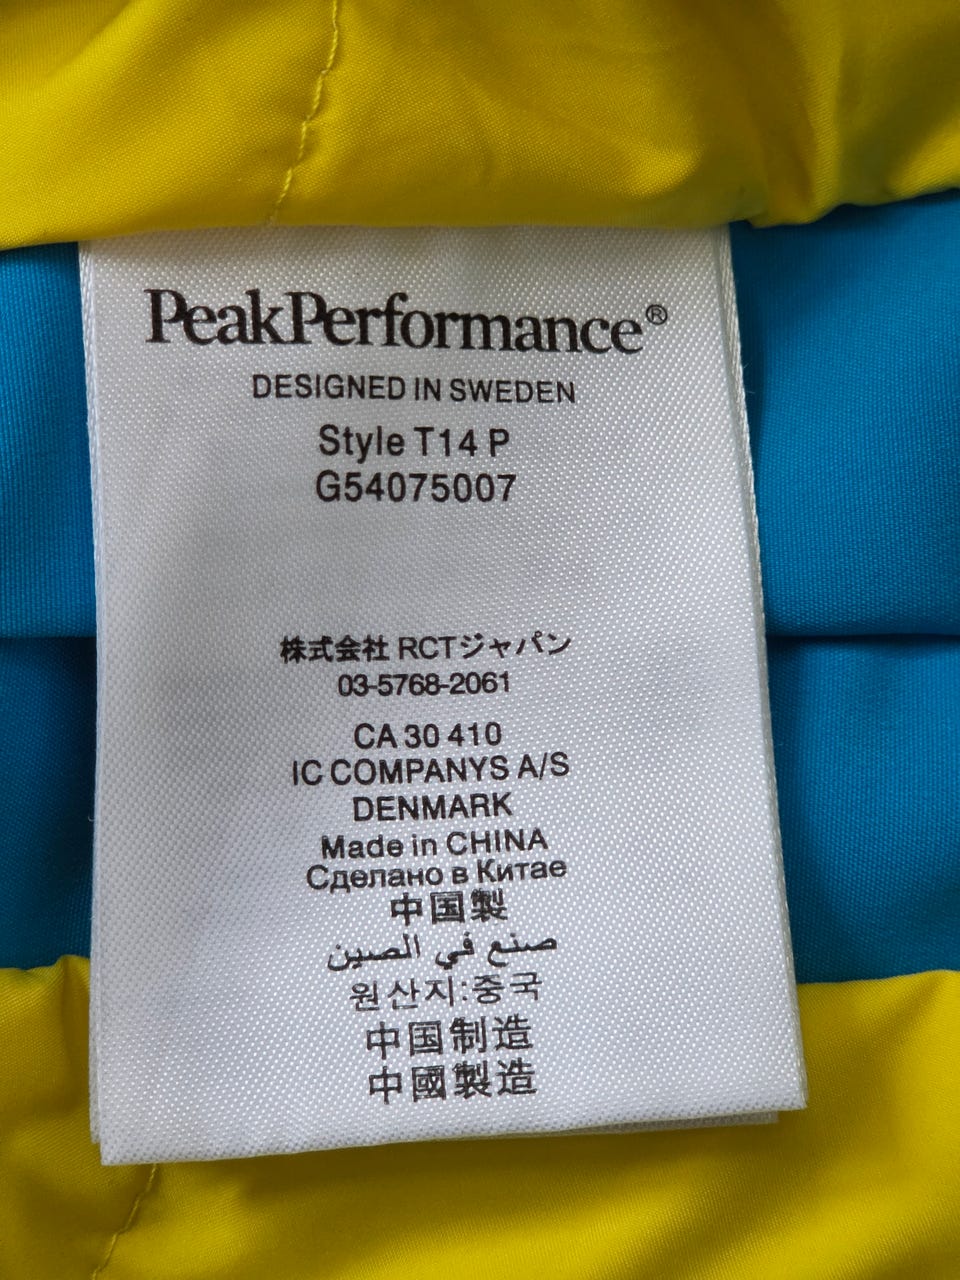 PeakPerformance®
DESIGNED IN SWEDEN
Style T14 P
G54075007
株式会社 RCTジャパン
03-5768-2061
CA 30 410
IC COMPANYS A/S
DENMARK
Made in CHINA
Сделано в Китае
中国製
صنع في الصين
원산지:중국
中国制造
中國製造